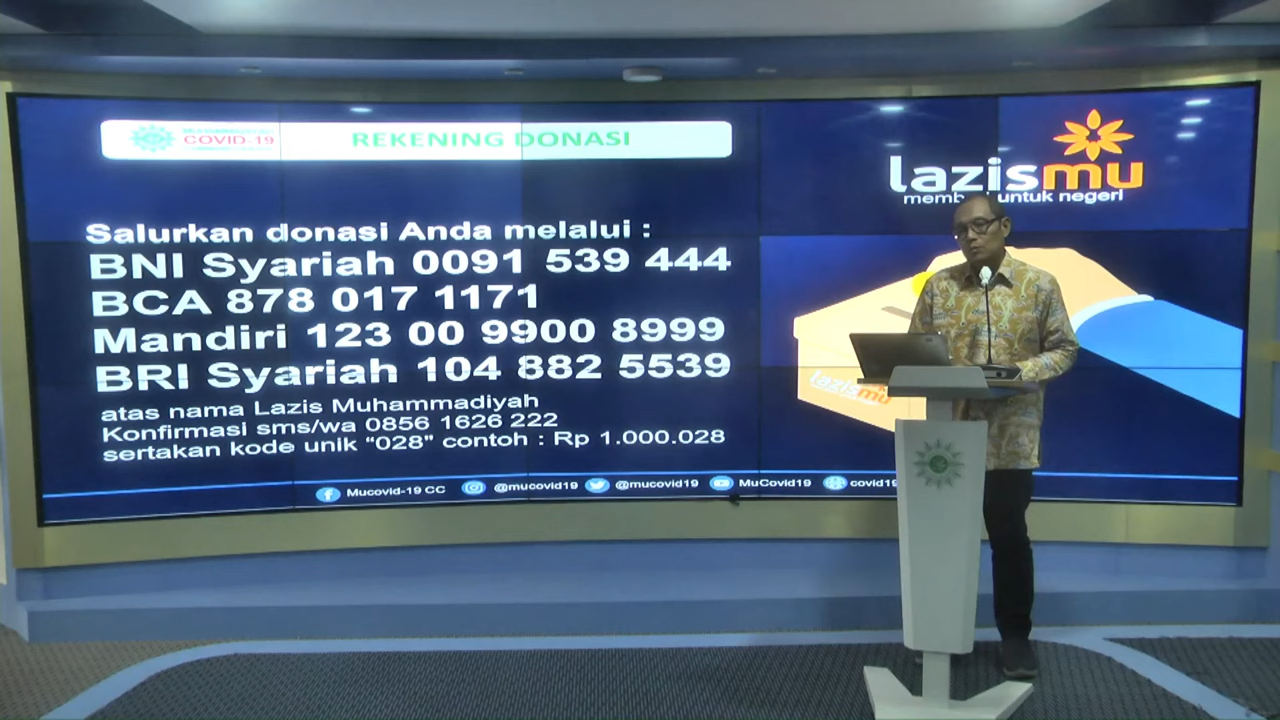 COVID-19
REKENING DONASI
lazismu
untuk negeri
Salurkan donasi Anda melalui :
BNI Syariah 0091 539 444
BCA 878 017 1171
Mandiri 123 00 9900 8999
BRI Syariah 104 882 5539
atas nama Lazis Muhammadiyah
Konfirmasi sms/wa 0856 1626 222
sertakan kode unik “028" contoh : Rp 1.000.028
lazismu
Mucovid-19 CC @mucovid19 @mucovid19 MuCovid19 covid19